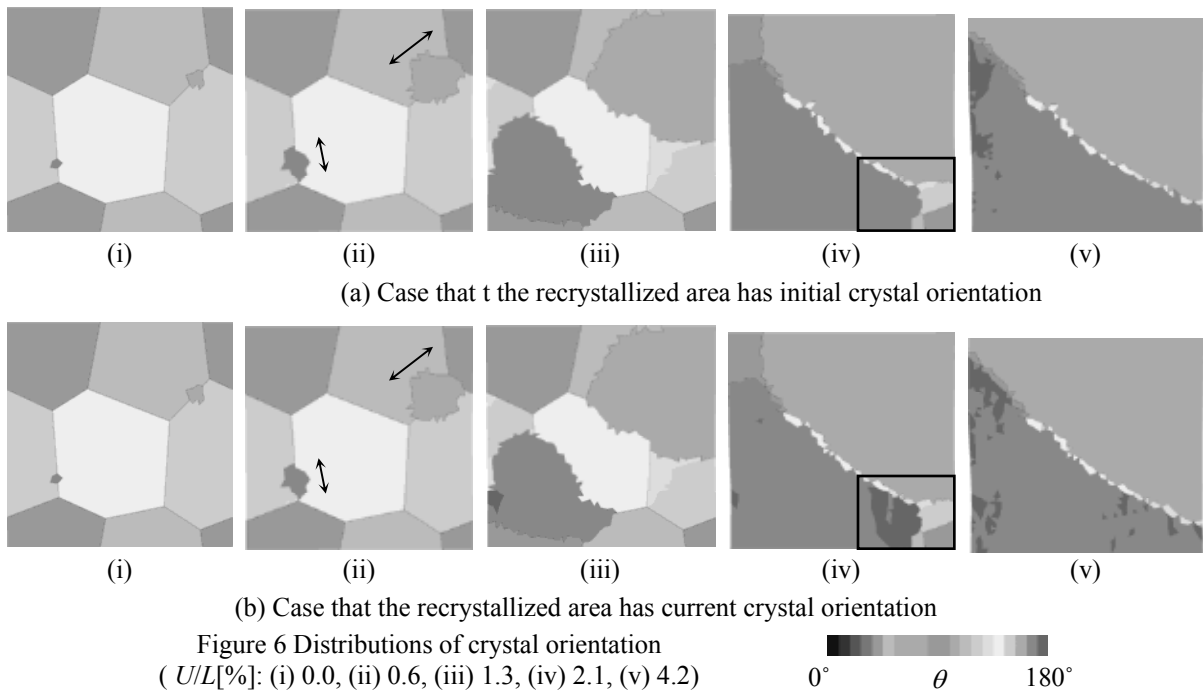 (i) (ii) (iii) (iv) (v)
(a) Case that t the recrystallized area has initial crystal orientation
(i) (ii) (iii) (iv) (v)
(b) Case that the recrystallized area has current crystal orientation
Figure 6 Distributions of crystal orientation
( U/L[%]: (i) 0.0, (ii) 0.6, (iii) 1.3, (iv) 2.1, (v) 4.2)
0° θ 180°